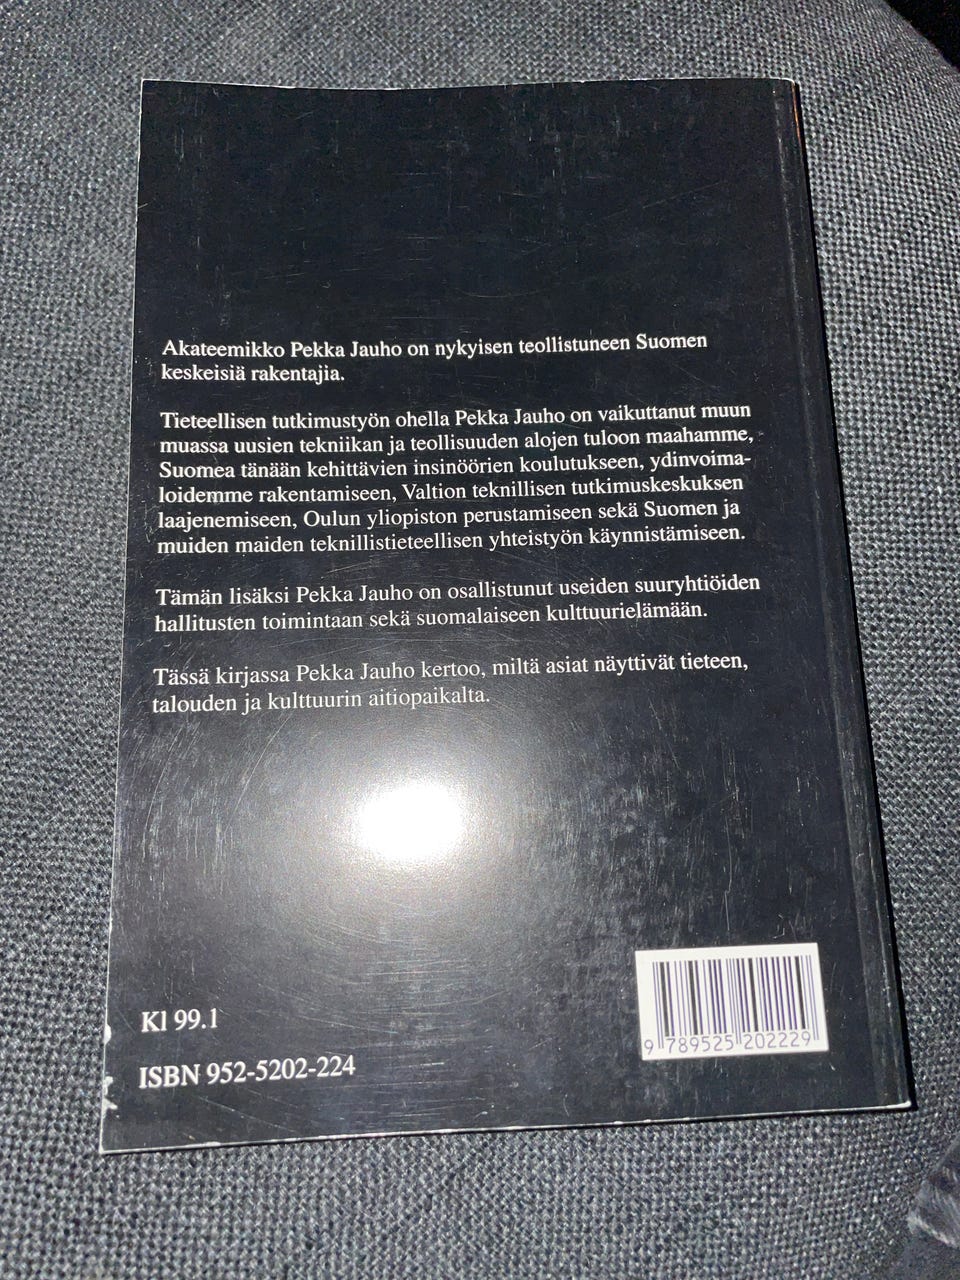 Akateemikko Pekka Jauho on nykyisen teollistuneen Suomen
keskeisiä rakentajia.
Tieteellisen tutkimustyön ohella Pekka Jauho on vaikuttanut muun
muassa uusien tekniikan ja teollisuuden alojen tuloon maahamme,
Suomea tänään kehittävien insinöörien koulutukseen, ydinvoima-
loidemme rakentamiseen, Valtion teknillisen tutkimuskeskuksen
laajenemiseen, Oulun yliopiston perustamiseen sekä Suomen ja
muiden maiden teknillistieteellisen yhteistyön käynnistämiseen.
Tämän lisäksi Pekka Jauho on osallistunut useiden suuryhtiöiden
hallitusten toimintaan sekä suomalaiseen kulttuurielämään.
Tässä kirjassa Pekka Jauho kertoo, miltä asiat näyttivät tieteen,
talouden ja kulttuurin aitiopaikalta.
Kl 99.1
ISBN 952-5202-224
9 789525 202229